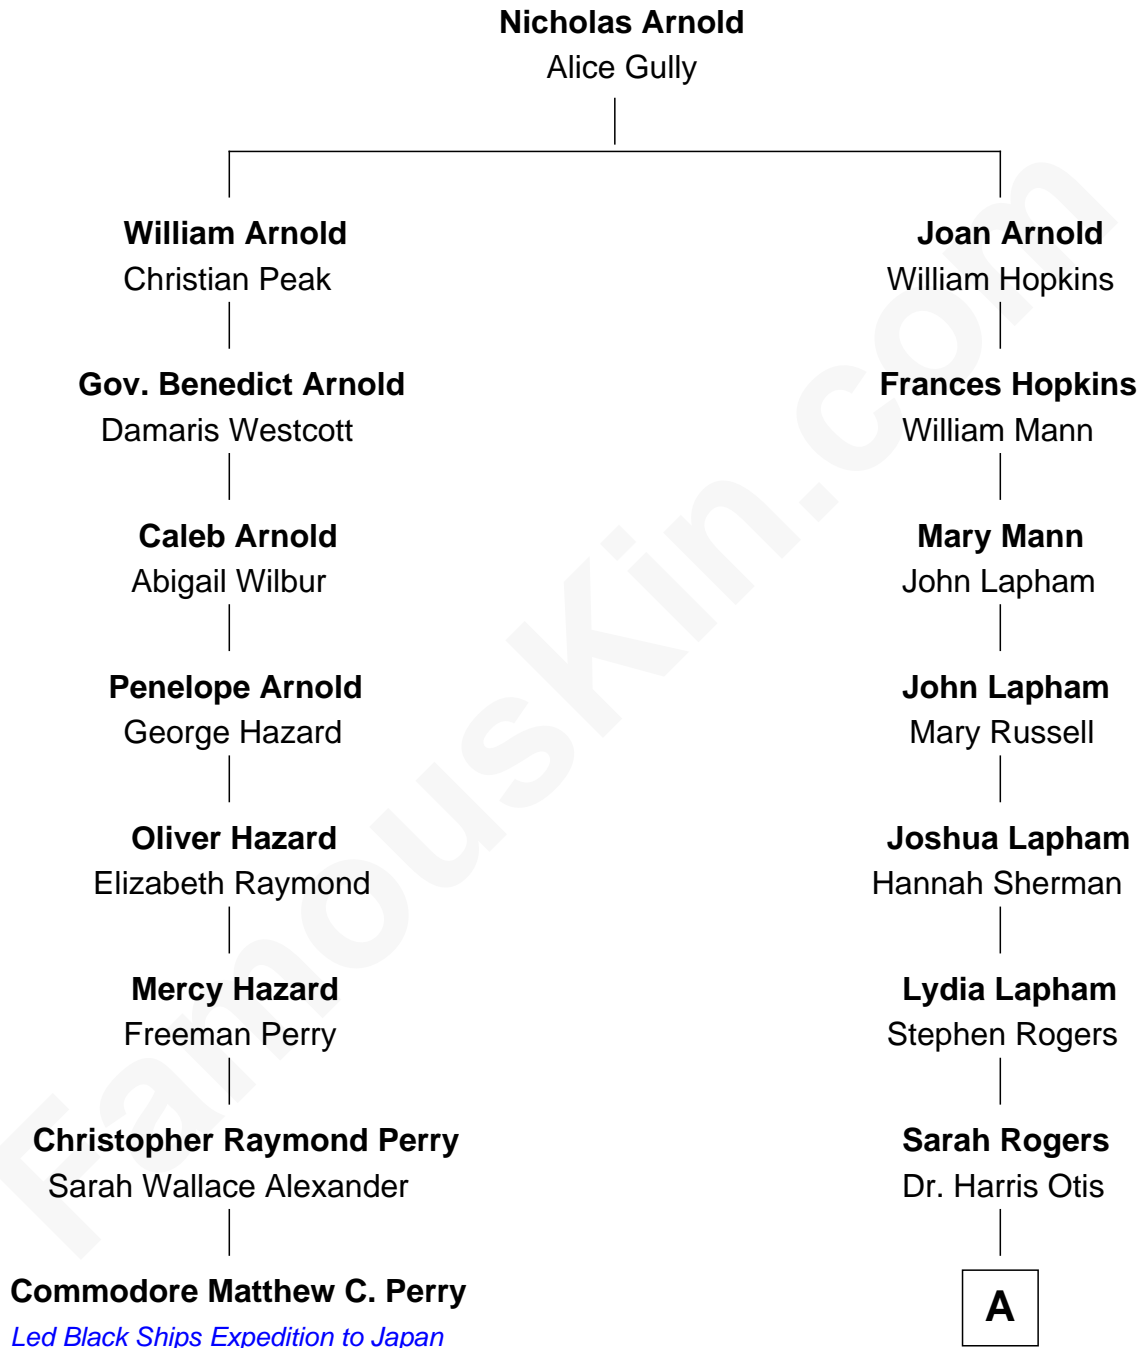 Nicholas Arnold
Alice Gully
William Arnold
Christian Peak
Joan Arnold
William Hopkins
Gov. Benedict Arnold
Damaris Westcott
Frances Hopkins
William Mann
Caleb Arnold
Abigail Wilbur
Mary Mann
John Lapham
Penelope Arnold
George Hazard
John Lapham
Mary Russell
Oliver Hazard
Elizabeth Raymond
Joshua Lapham
Hannah Sherman
Mercy Hazard
Freeman Perry
Lydia Lapham
Stephen Rogers
Christopher Raymond Perry
Sarah Wallace Alexander
Sarah Rogers
Dr. Harris Otis
Commodore Matthew C. Perry
Led Black Ships Expedition to Japan
A
FamousKin.com